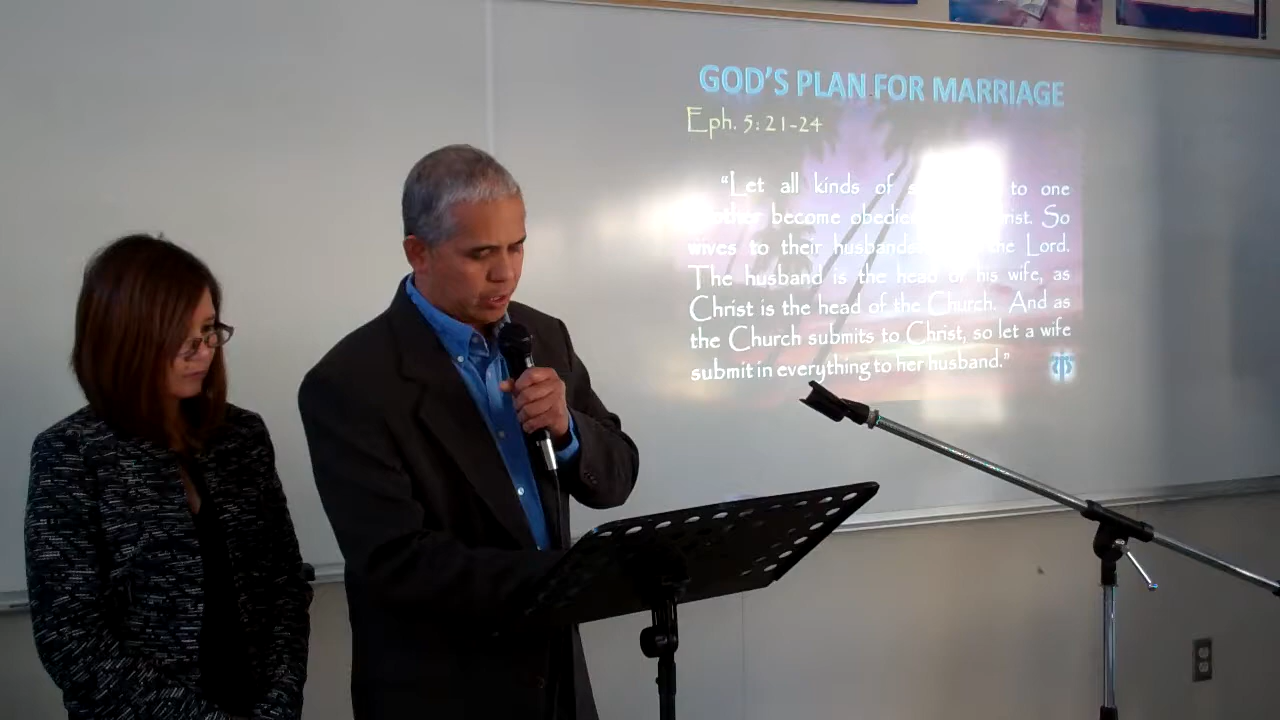 GOD'S PLAN FOR MARRIAGE
Eph. 5:21-24
"Let all kinds of to one
become rist. So
wives to their the Lord.
The husband is the head of his wife, as
Christ is the head of the Church. And as
the Church submits to Christ, so let a wife
submit in everything to her husband."